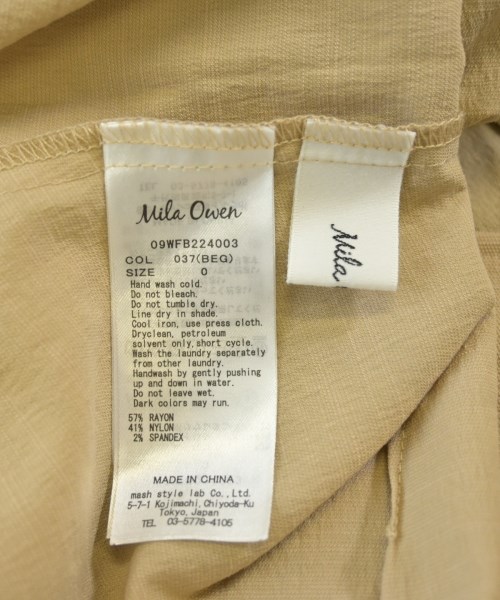 Mila Owen
09WFB224003
COL 037(BEG)
SIZE 0
Hand wash cold.
Do not bleach.
Do not tumble dry.
Line dry in shade.
Cool iron, use press cloth.
Dryclean, petroleum
solvent only,short cycle.
Wash the laundry separately
from other laundry.
Handwash by gently pushing
up and down in water.
Do not leave wet.
Dark colors may run.
57% RAYON
41% NYLON
2% SPANDEX
MADE IN CHINA
mash style lab Co.,Ltd.
5-7-1 Kojimachi,Chiyoda-Ku
Tokyo,Japan
TEL 03-5778-4105
Mila